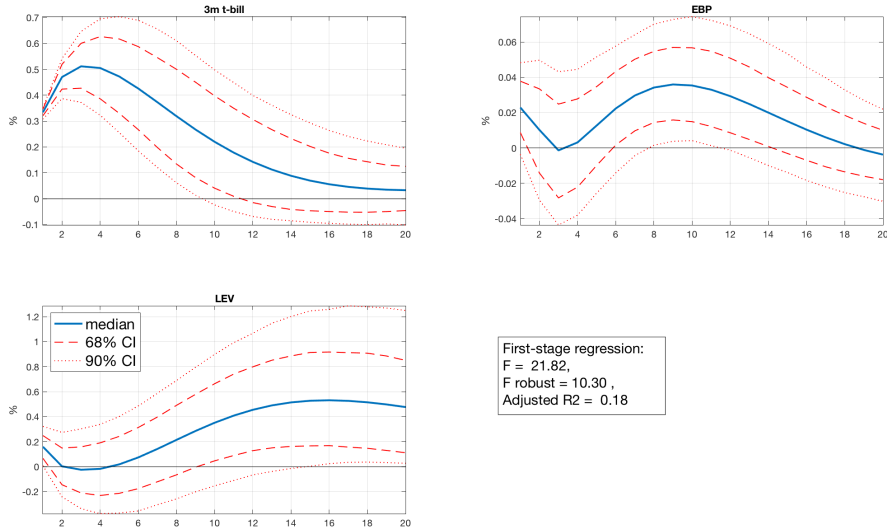 3m t-bill
%
0.7
0.6
0.5
0.4
0.3
0.2
0.1
0
-0.1
2 4 6 8 10 12 14 16 18 20
EBP
%
0.06
0.04
0.02
0
-0.02
-0.04
2 4 6 8 10 12 14 16 18 20
LEV
%
1.2
1
0.8
0.6
0.4
0.2
0
-0.2
median
68% CI
90% CI
2 4 6 8 10 12 14 16 18 20
First-stage regression:
F = 21.82,
F robust = 10.30 ,
Adjusted R2 = 0.18